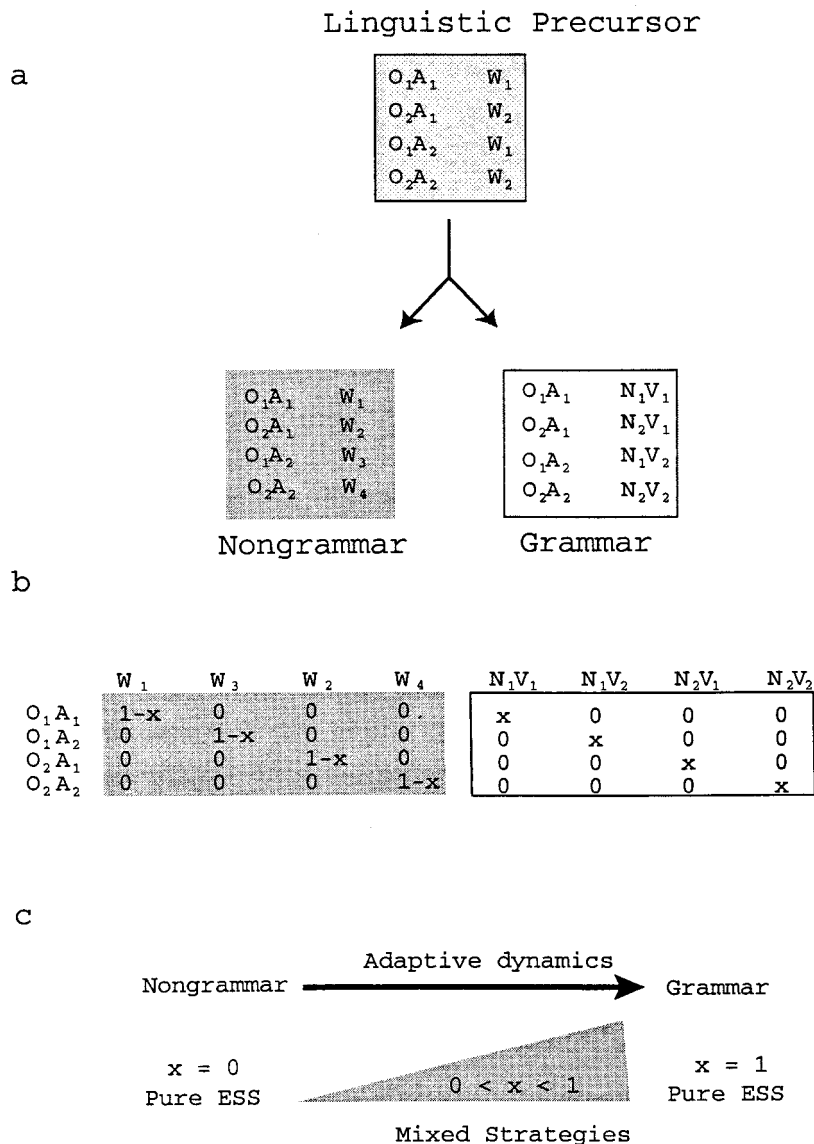 Linguistic Precursor
a
O₁A₁ W₁
O₂A₁ W₂
O₁A₂ W₁
O₂A₂ W₂
O₁A₁ W₁
O₂A₁ W₂
O₁A₂ W₃
O₂A₂ W₄
Nongrammar
O₁A₁ N₁V₁
O₂A₁ N₂V₁
O₁A₂ N₁V₂
O₂A₂ N₂V₂
Grammar
b
W₁ W₃ W₂ W₄ N₁V₁ N₁V₂ N₂V₁ N₂V₂
O₁A₁ 1-x 0 0 0 x 0 0 0
O₁A₂ 0 1-x 0 0 0 x 0 0
O₂A₁ 0 0 1-x 0 0 0 x 0
O₂A₂ 0 0 0 1-x 0 0 0 x
c
Adaptive dynamics
Nongrammar Grammar
x = 0
Pure ESS
0 < x < 1
x = 1
Pure ESS
Mixed Strategies